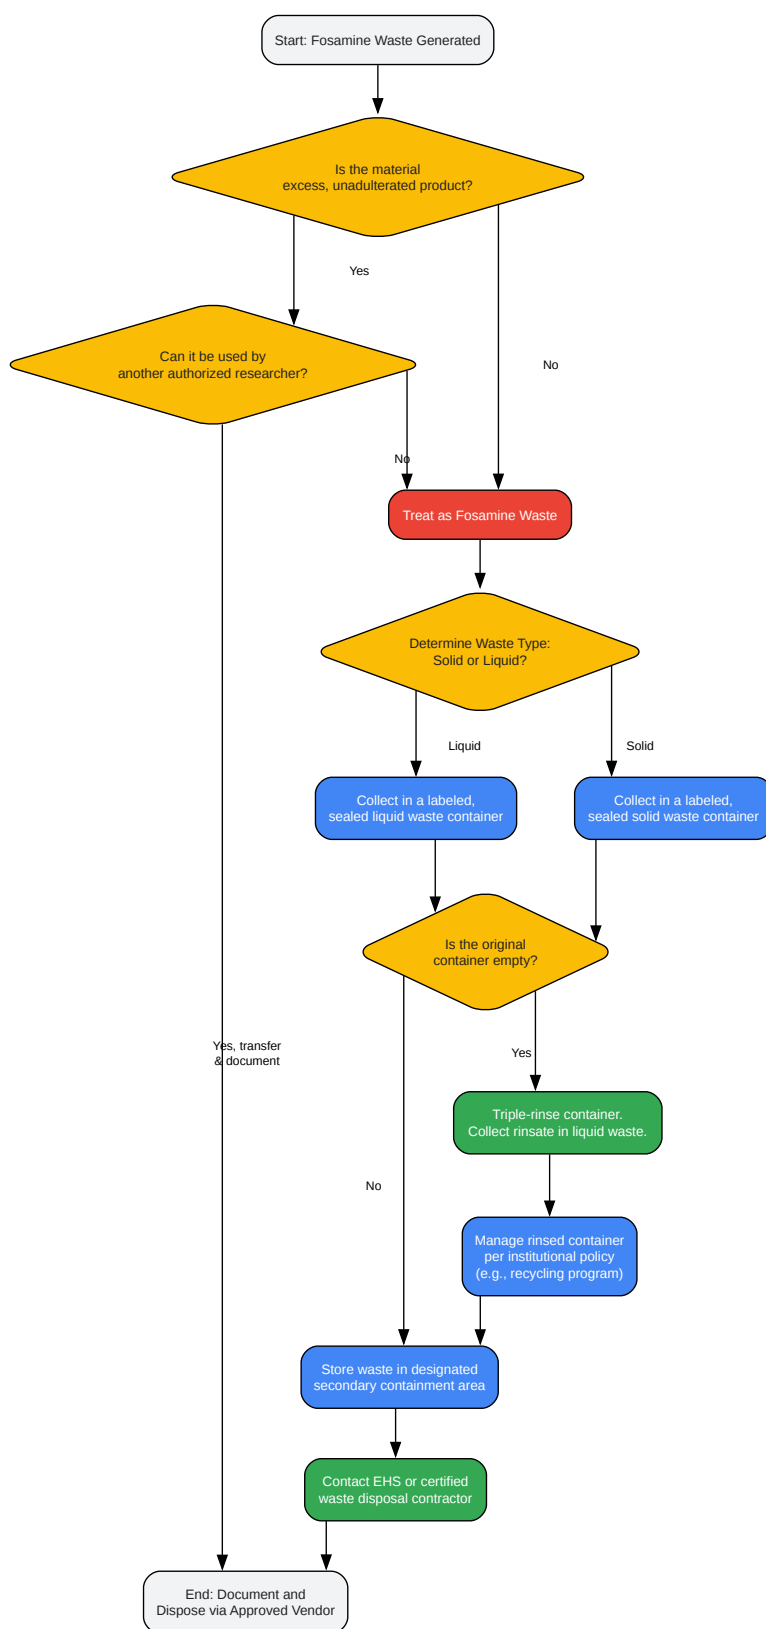 Start: Fosamine Waste Generated
Is the material
excess, unadulterated product?
Yes
Can it be used by
another authorized researcher?
No
No
Treat as Fosamine Waste
Determine Waste Type:
Solid or Liquid?
Liquid
Solid
Collect in a labeled,
sealed liquid waste container
Collect in a labeled,
sealed solid waste container
Is the original
container empty?
Yes, transfer
& document
Yes
Triple-rinse container.
Collect rinsate in liquid waste.
No
Manage rinsed container
per institutional policy
(e.g., recycling program)
Store waste in designated
secondary containment area
Contact EHS or certified
waste disposal contractor
End: Document and
Dispose via Approved Vendor